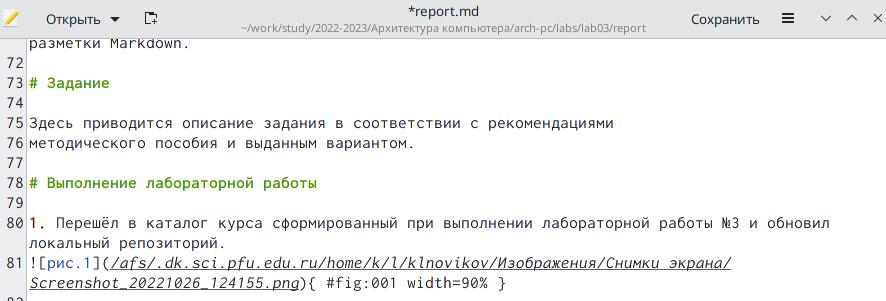 Открыть
*report.md
~/work/study/2022-2023/Архитектура компьютера/arch-pc/labs/lab03/report
Сохранить
разметки Markdown.
72
73 # Задание
74
75 Здесь приводится описание задания в соответствии с рекомендациями
76 методического пособия и выданным вариантом.
77
78 # Выполнение лабораторной работы
79
80 1. Перешёл в каталог курса сформированный при выполнении лабораторной работы №3 и обновил
локальный репозиторий.
81 ![рис.1](/afs/.dk.sci.pfu.edu.ru/home/k/l/klnovikov/Изображения/Снимки экрана/
Screenshot_20221026_124155.png){ #fig:001 width=90% }